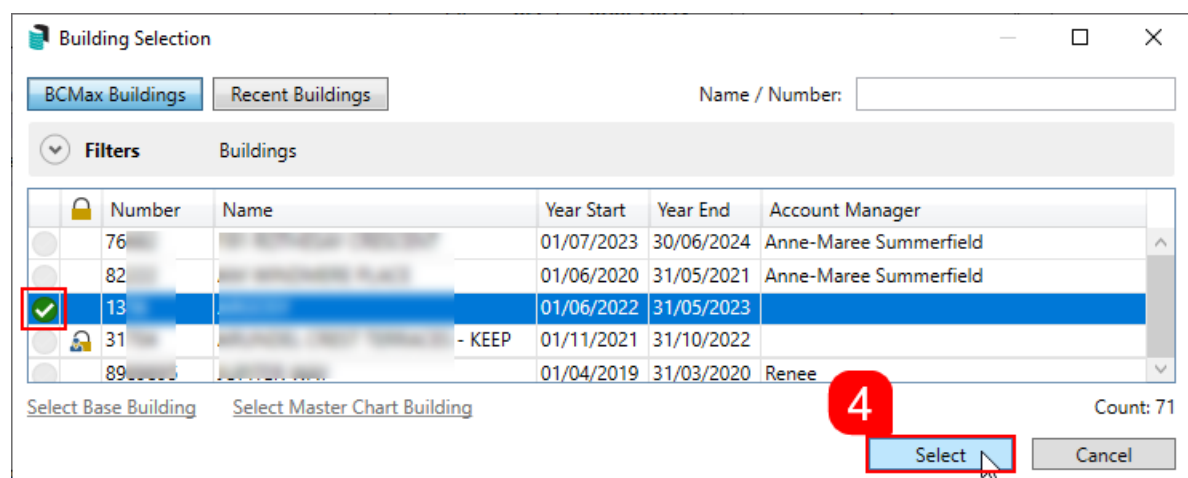 Building Selection
BCMax Buildings Recent Buildings Name / Number:
Filters Buildings
Number Name Year Start Year End Account Manager
76 01/07/2023 30/06/2024 Anne-Maree Summerfield
82 01/06/2020 31/05/2021 Anne-Maree Summerfield
13 01/06/2022 31/05/2023
31 - KEEP 01/11/2021 31/10/2022
89 01/04/2019 31/03/2020 Renee
Select Base Building Select Master Chart Building Count: 71
4
Select Cancel